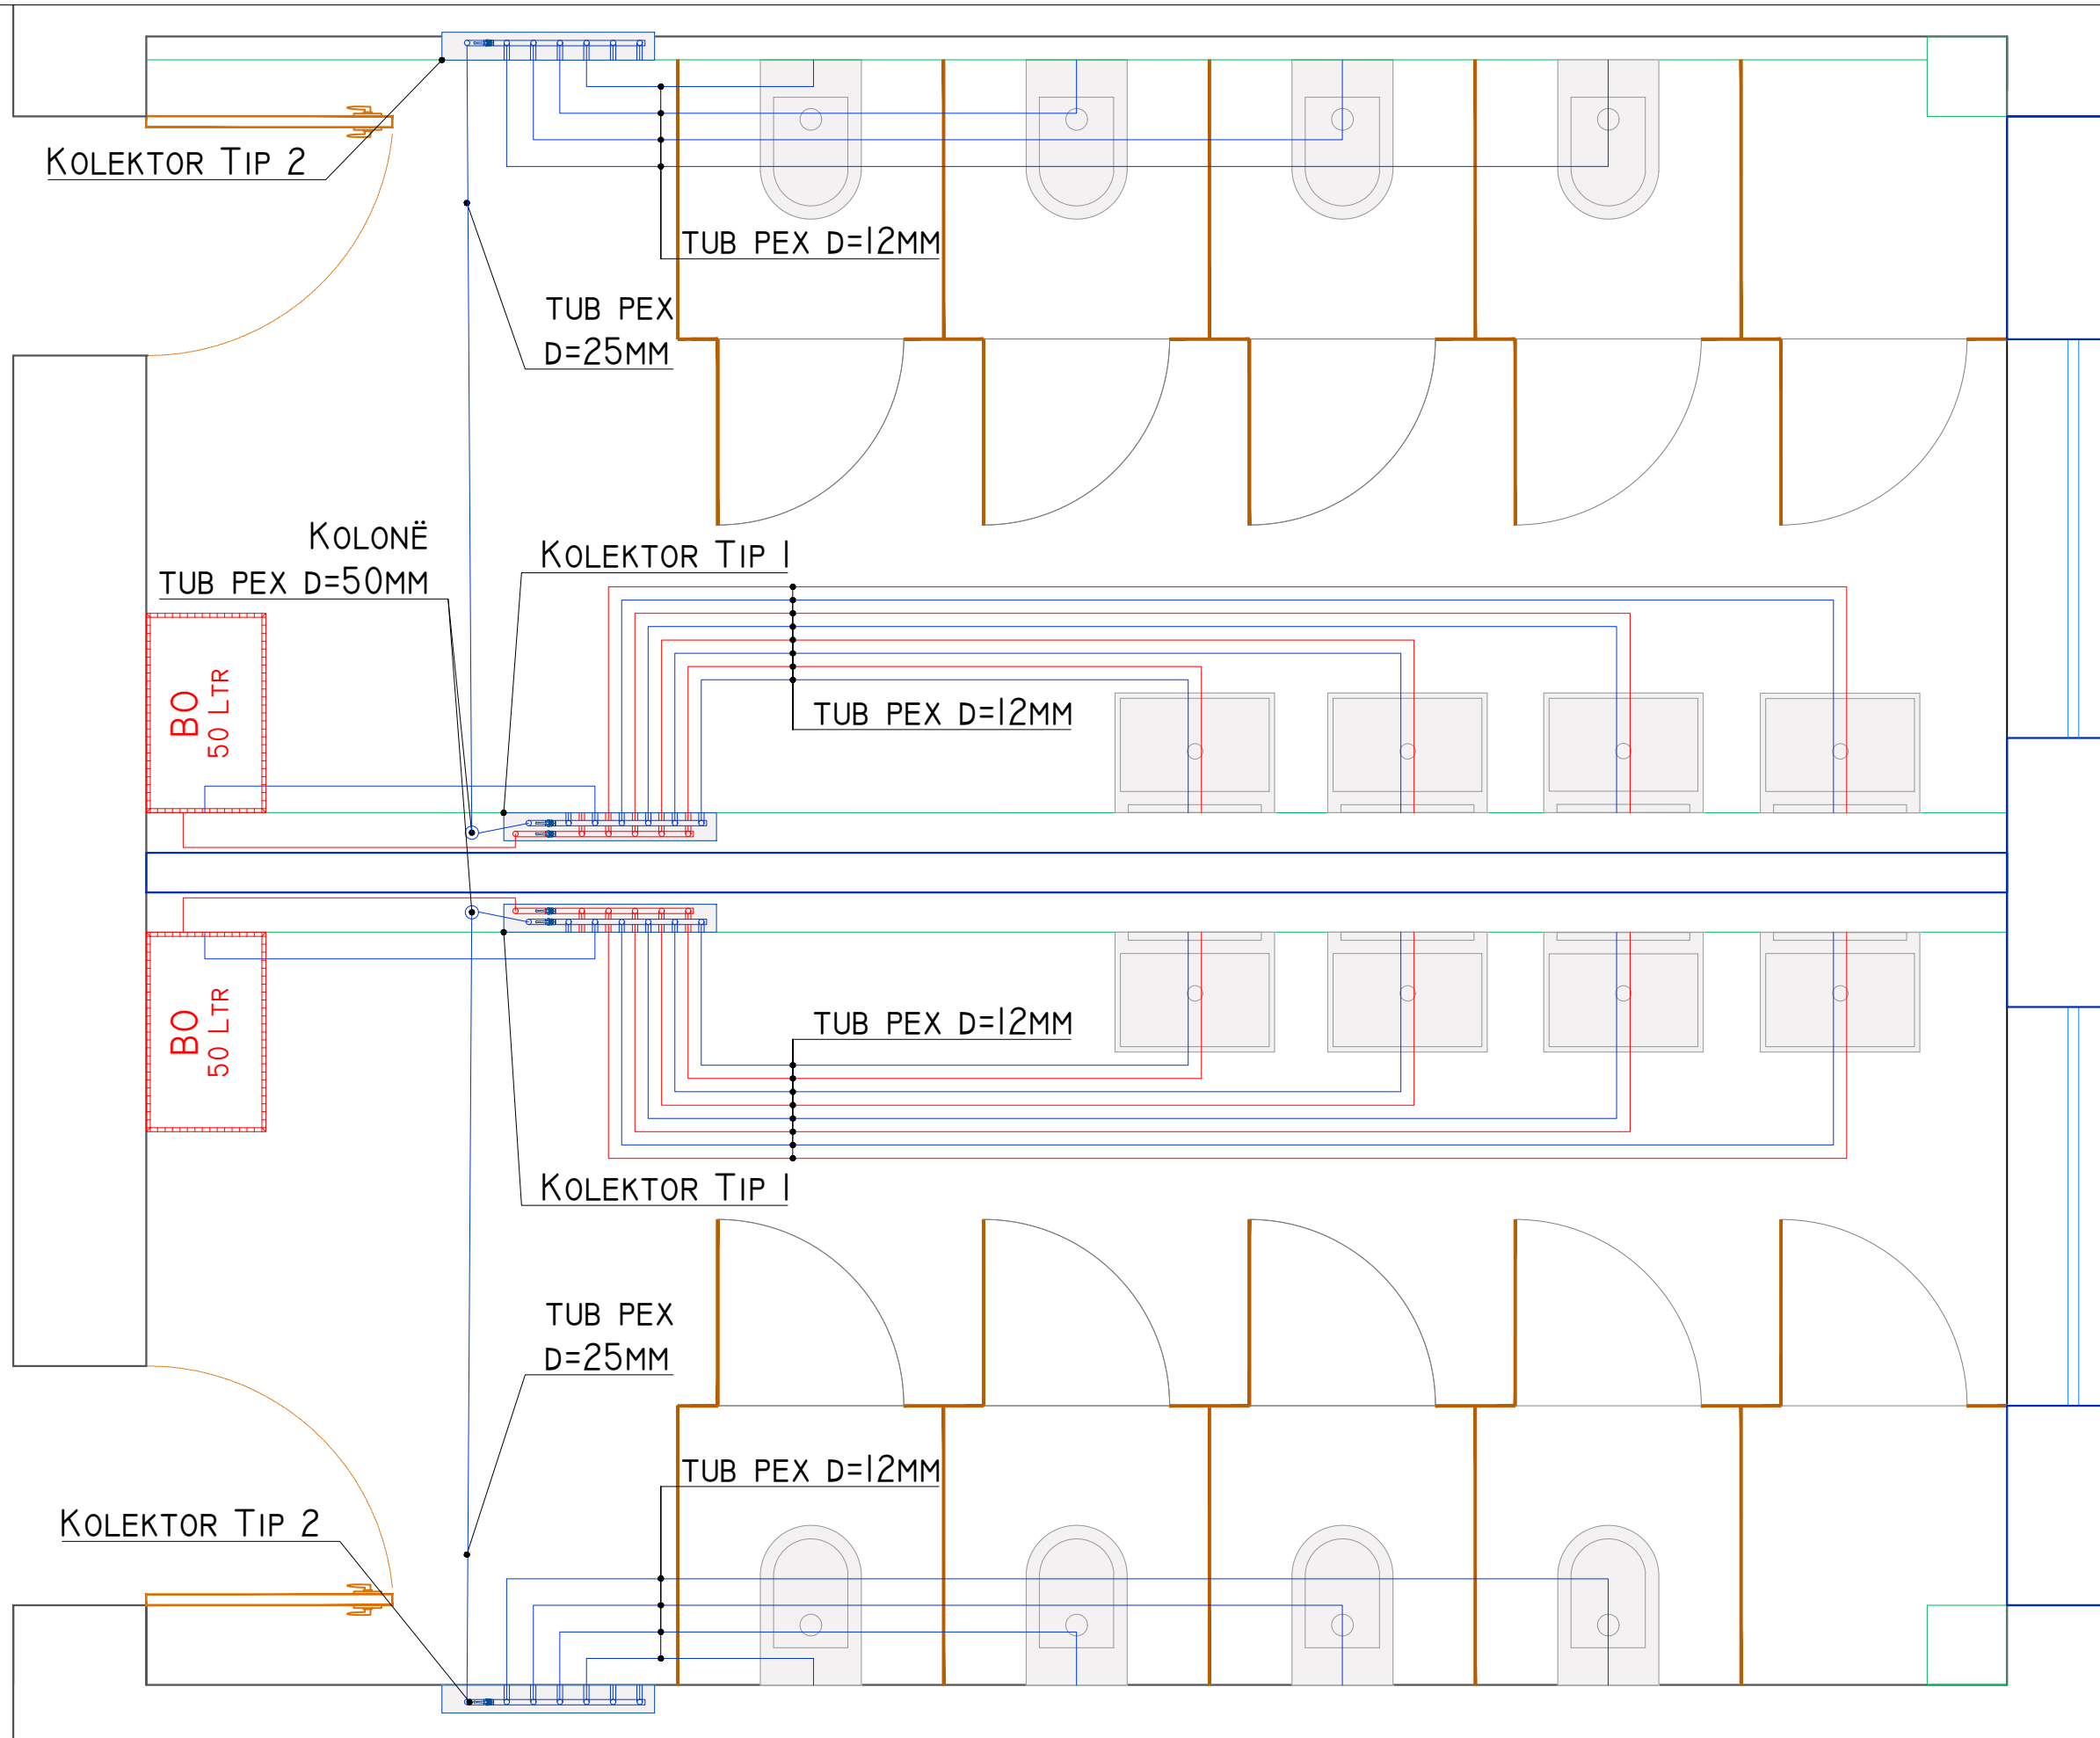 KOLEKTOR TIP 2
TUB PEX D=12MM
TUB PEX
D=25MM
KOLONË
TUB PEX D=50MM
KOLEKTOR TIP 1
BO
50 LTR
TUB PEX D=12MM
BO
50 LTR
TUB PEX D=12MM
KOLEKTOR TIP 1
TUB PEX
D=25MM
TUB PEX D=12MM
KOLEKTOR TIP 2